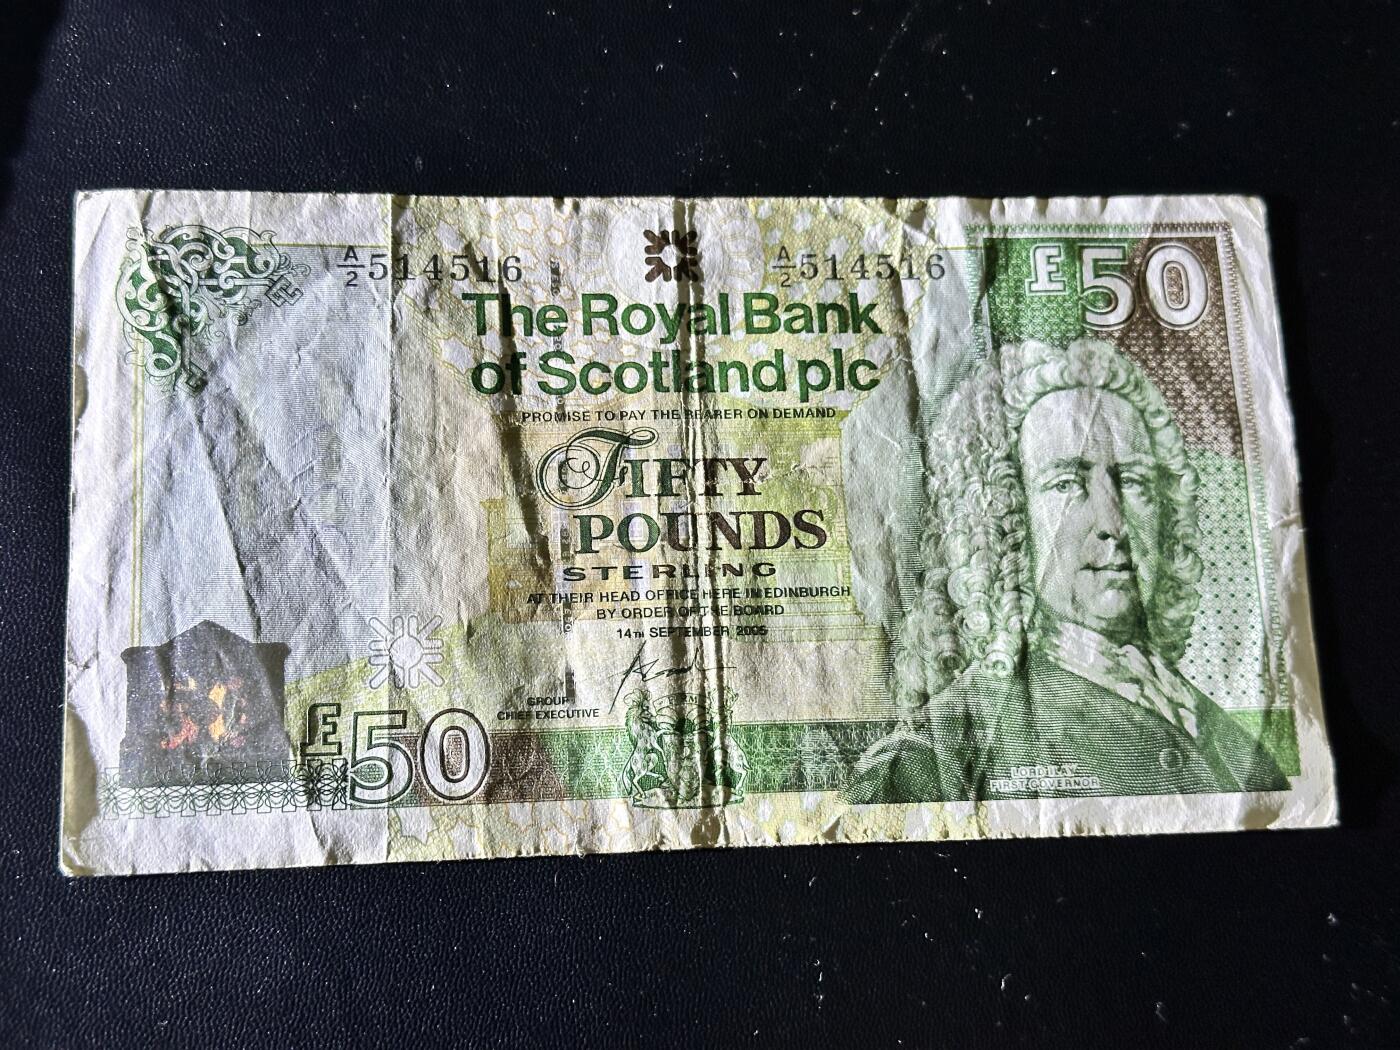 A/2 514516
A/2 514516
£50
The Royal Bank
of Scotland plc
PROMISE TO PAY THE BEARER ON DEMAND
FIFTY
POUNDS
STERLING
AT THEIR HEAD OFFICE HERE IN EDINBURGH
BY ORDER OF THE BOARD
14TH SEPTEMBER 2005
GROUP
CHIEF EXECUTIVE
£50
LORD ILAY
FIRST GOVERNOR